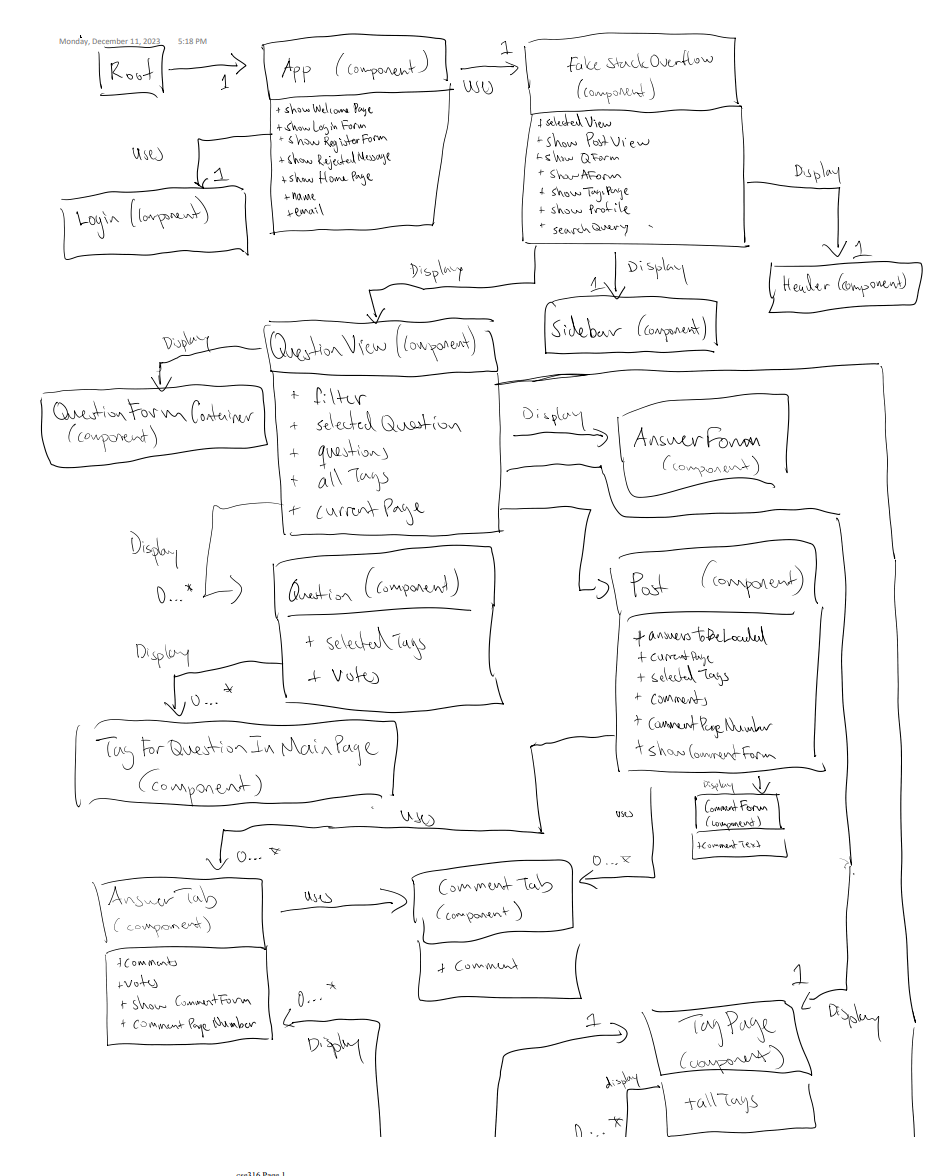 Monday, December 11, 2023 5:18 PM
Root
1
App (component)
+ show Welcome Page
+ show Login Form
+ show Register Form
+ show Rejected Message
+ show Home Page
+ name
+ email
uses
1
Fake Stack Overflow
(component)
+ selected View
+ show Post View
+ show QForm
+ show AForm
+ show Tags Page
+ show Profile
+ search Query
uses
1
Login (component)
Display
1
Header (component)
Display
1
Sidebar (component)
Display
Question View (component)
+ filter
+ selected Question
+ questions
+ all Tags
+ current Page
Display
Question Form Container
(component)
Display
Answer Form
(component)
Display
0...*
Question (component)
+ selected Tags
+ Votes
Post (component)
+ answersToBeLoaded
+ current Page
+ selected Tags
+ comments
+ comment Page Number
+ show Comment Form
Display
0...*
Tag For Question In Main Page
(component)
Display
Comment Form
(component)
+ Comment Text
uses
0...*
uses
0...*
Answer Tab
(component)
+ comments
+ votes
+ show Comment Form
+ comment Page Number
uses
Comment Tab
(component)
+ Comment
0...*
Display
1
Display
1
Tag Page
(component)
+ all Tags
display
0...*
cse316 Page 1